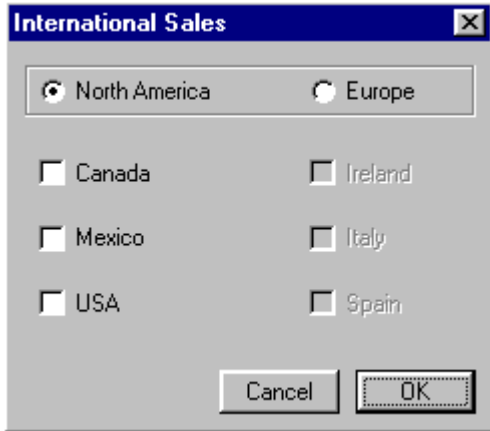 International Sales
North America Europe
Canada Ireland
Mexico Italy
USA Spain
Cancel OK